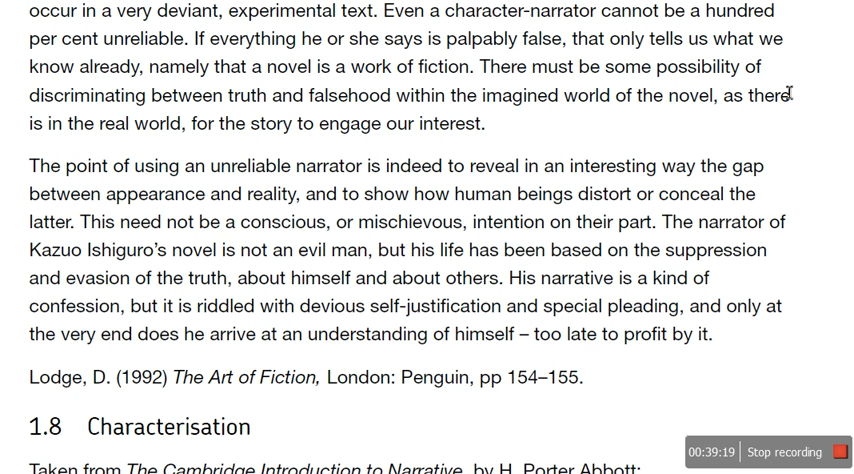 occur in a very deviant, experimental text. Even a character-narrator cannot be a hundred
per cent unreliable. If everything he or she says is palpably false, that only tells us what we
know already, namely that a novel is a work of fiction. There must be some possibility of
discriminating between truth and falsehood within the imagined world of the novel, as there
is in the real world, for the story to engage our interest.
The point of using an unreliable narrator is indeed to reveal in an interesting way the gap
between appearance and reality, and to show how human beings distort or conceal the
latter. This need not be a conscious, or mischievous, intention on their part. The narrator of
Kazuo Ishiguro’s novel is not an evil man, but his life has been based on the suppression
and evasion of the truth, about himself and about others. His narrative is a kind of
confession, but it is riddled with devious self-justification and special pleading, and only at
the very end does he arrive at an understanding of himself – too late to profit by it.
Lodge, D. (1992) The Art of Fiction, London: Penguin, pp 154–155.
1.8 Characterisation
Taken from The Cambridge Introduction to Narrative, by H. Porter Abbott:
00:39:19 Stop recording